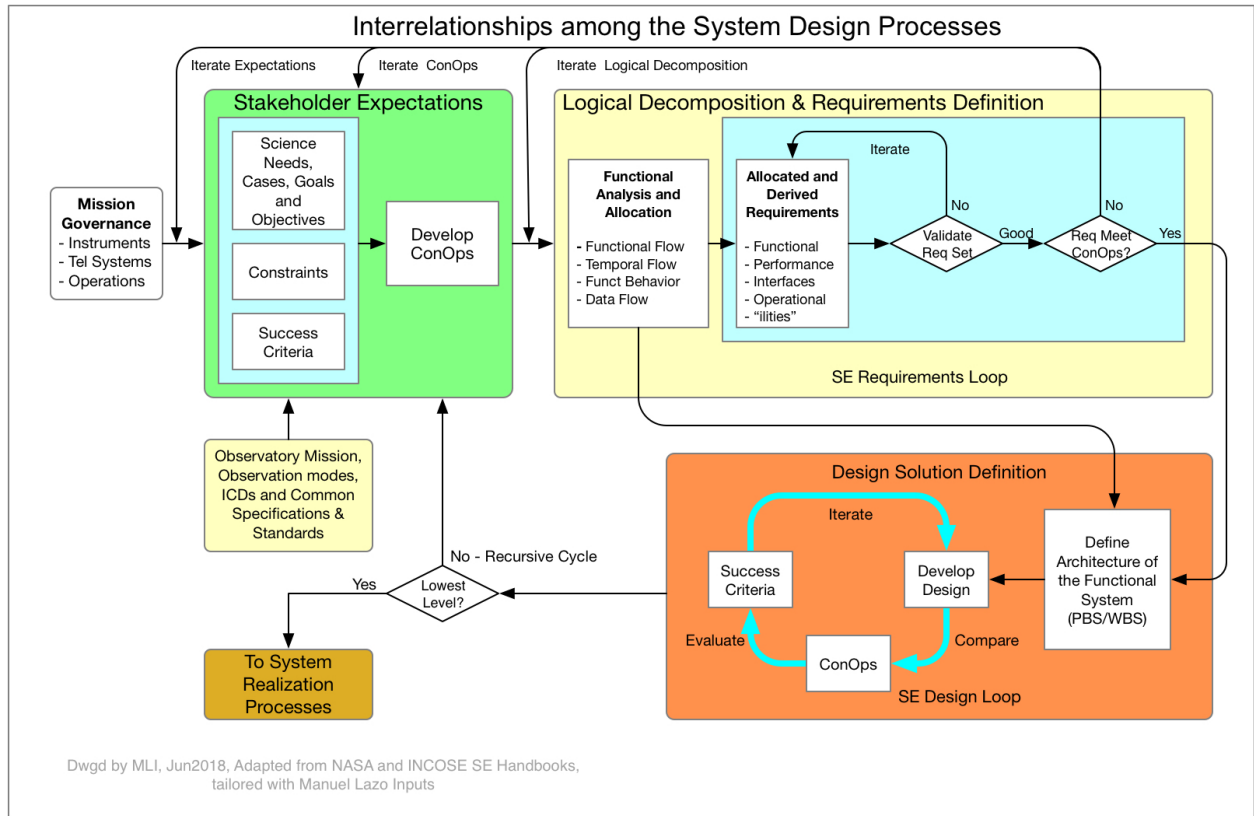 Interrelationships among the System Design Processes
Iterate Expectations
Iterate ConOps
Iterate Logical Decomposition
Stakeholder Expectations
Science
Needs,
Cases, Goals
and
Objectives
Constraints
Success
Criteria
Develop
ConOps
Mission
Governance
- Instruments
- Tel Systems
- Operations
Logical Decomposition & Requirements Definition
Functional
Analysis and
Allocation
- Functional Flow
- Temporal Flow
- Funct Behavior
- Data Flow
Allocated and
Derived
Requirements
- Functional
- Performance
- Interfaces
- Operational
- “ilities”
Iterate
No
Validate
Req Set
Good
No
Req Meet
ConOps?
Yes
SE Requirements Loop
Observatory Mission,
Observation modes,
ICDs and Common
Specifications &
Standards
No - Recursive Cycle
Yes
Lowest
Level?
To System
Realization
Processes
Design Solution Definition
Iterate
Success
Criteria
Develop
Design
Evaluate
Compare
ConOps
SE Design Loop
Define
Architecture of
the Functional
System
(PBS/WBS)
Dwgd by MLI, Jun2018, Adapted from NASA and INCOSE SE Handbooks,
tailored with Manuel Lazo Inputs